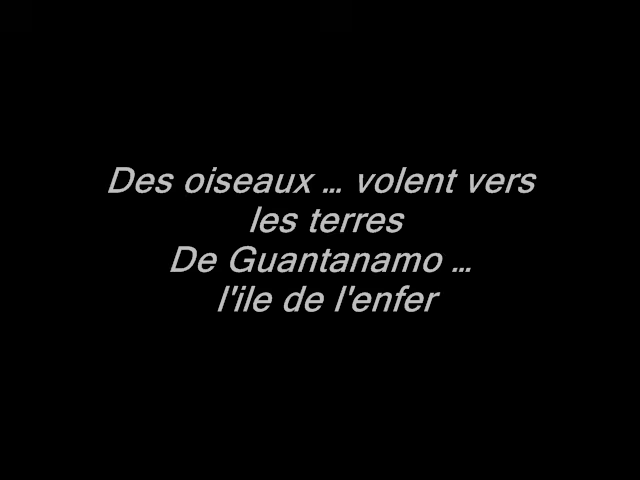 Des oiseaux ... volent vers
les terres
De Guantanamo ...
l'ile de l'enfer